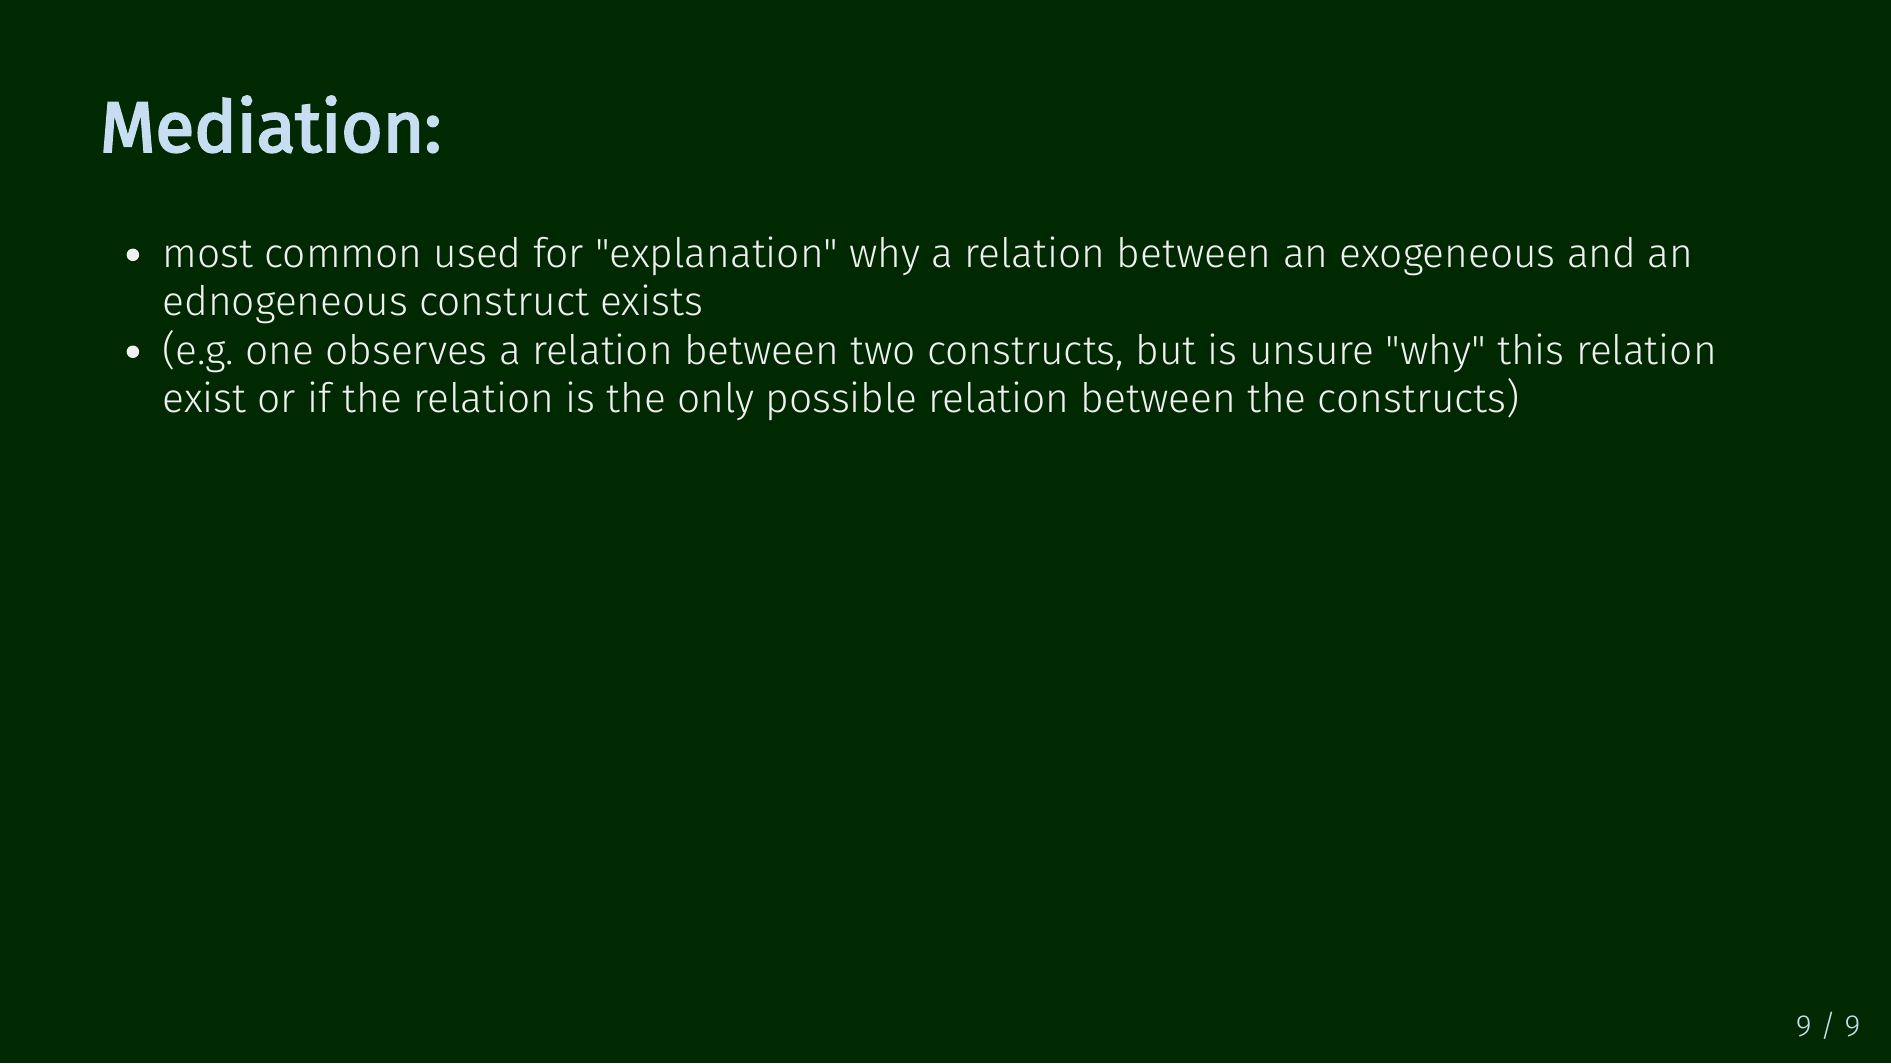 Mediation:
• most common used for "explanation" why a relation between an exogeneous and an
ednogeneous construct exists
• (e.g. one observes a relation between two constructs, but is unsure "why" this relation
exist or if the relation is the only possible relation between the constructs)
9 / 9